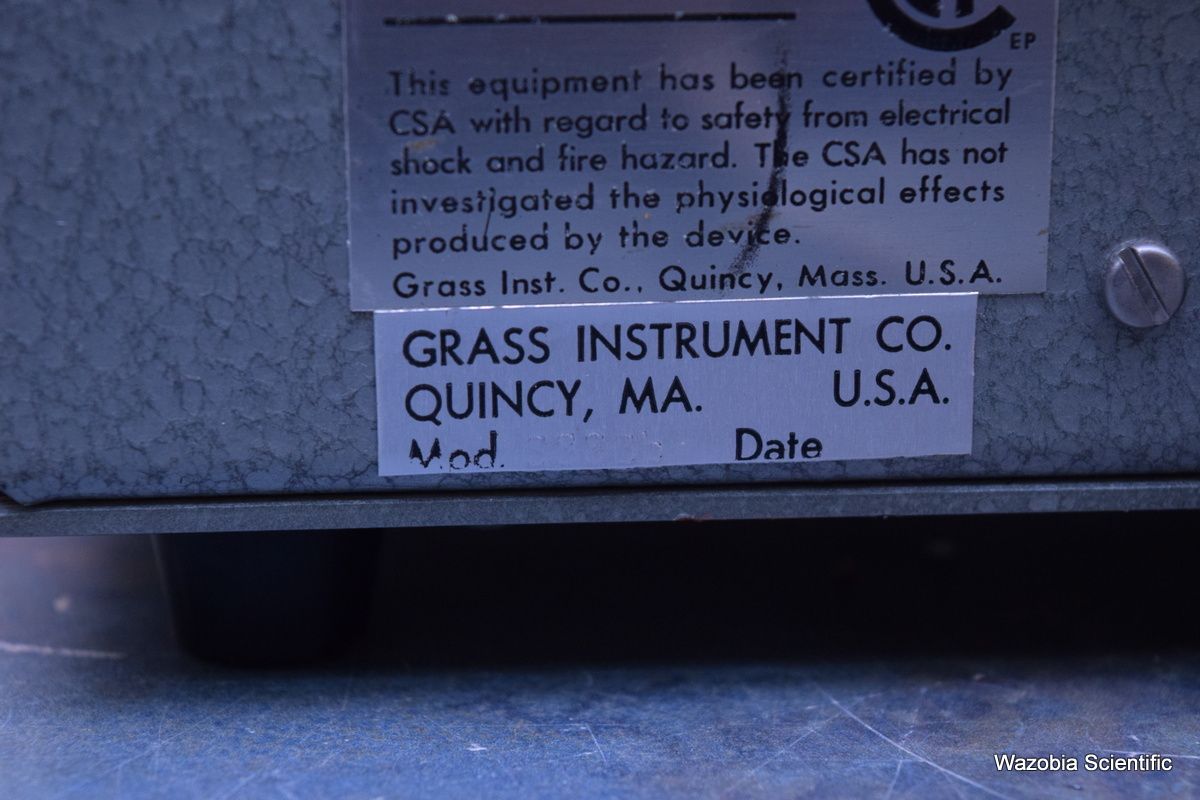 EP
This equipment has been certified by
CSA with regard to safety from electrical
shock and fire hazard. The CSA has not
investigated the physiological effects
produced by the device.
Grass Inst. Co., Quincy, Mass. U.S.A.
GRASS INSTRUMENT CO.
QUINCY, MA. U.S.A.
Mod. Date
Wazobia Scientific